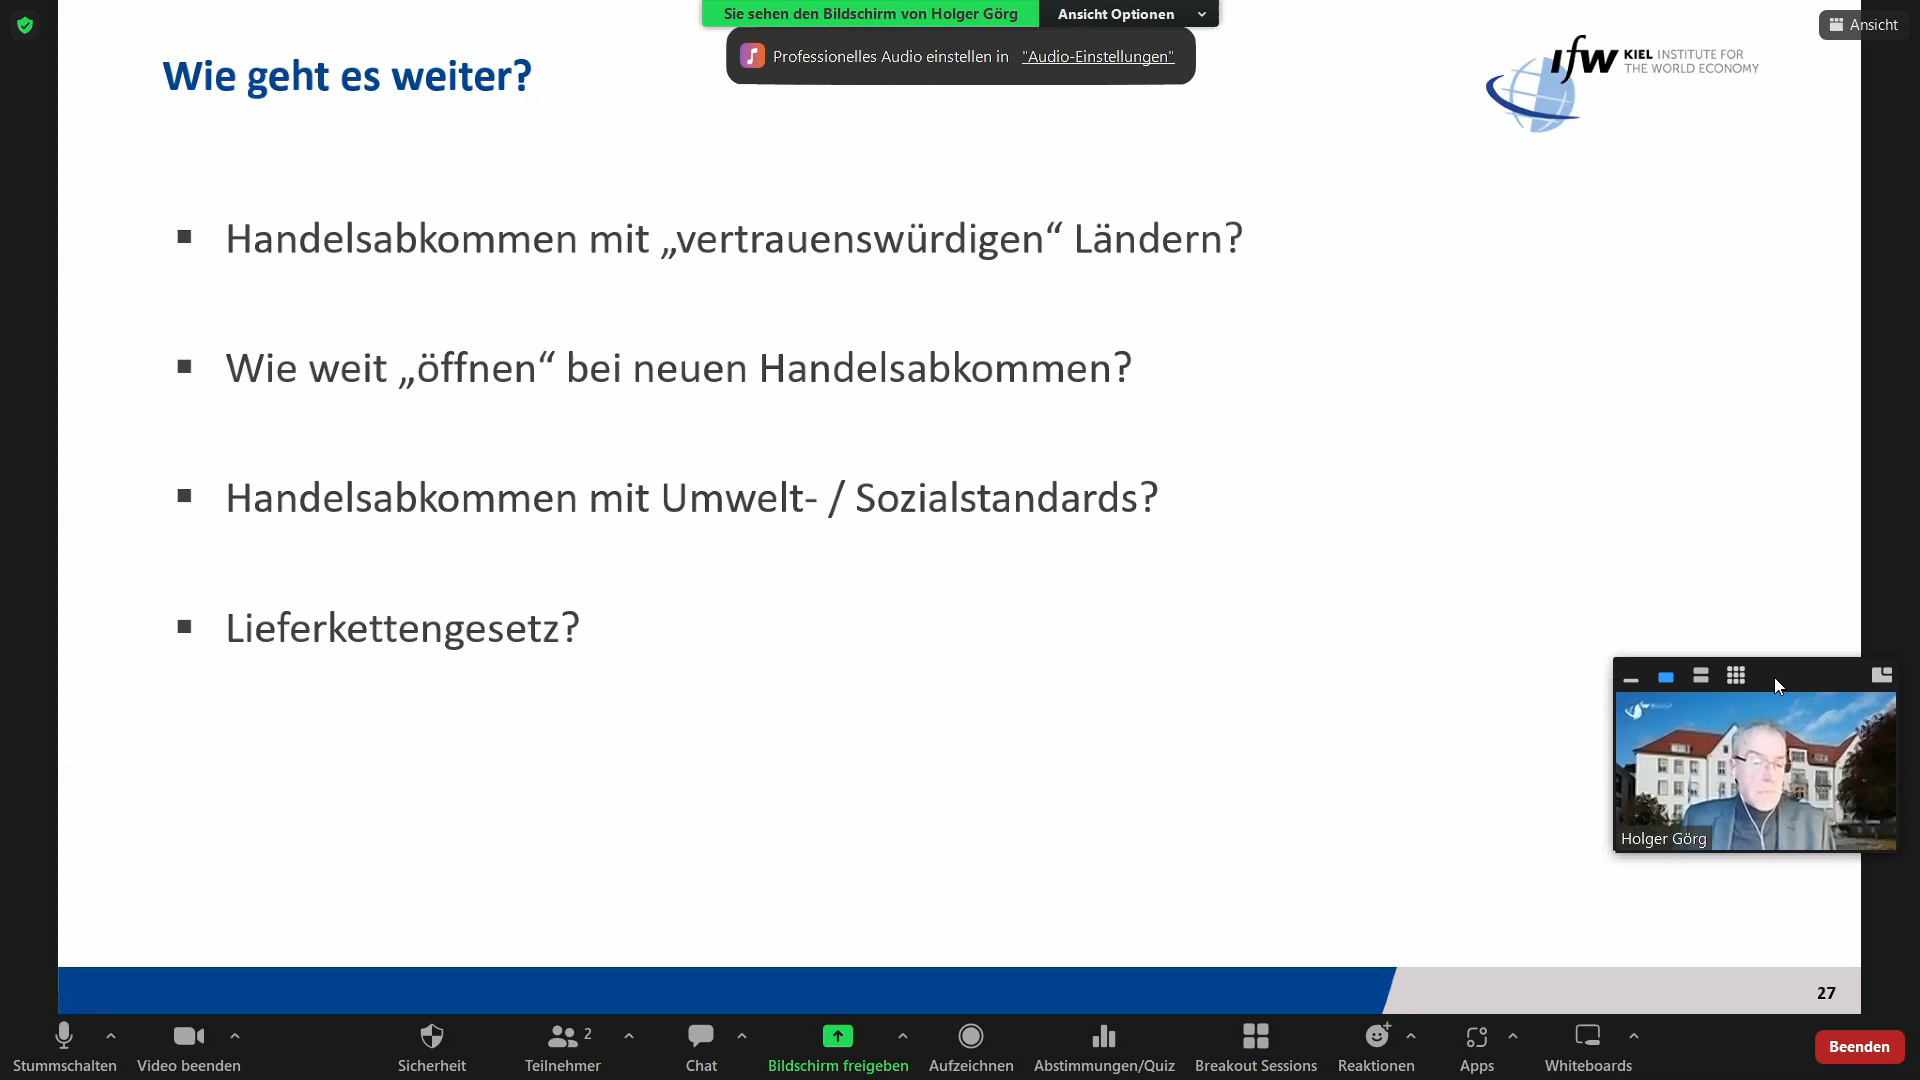 Sie sehen den Bildschirm von Holger Görg
Ansicht Optionen
Ansicht
Professionelles Audio einstellen in "Audio-Einstellungen"
Wie geht es weiter?
ifw KIEL INSTITUTE FOR
THE WORLD ECONOMY
Handelsabkommen mit „vertrauenswürdigen“ Ländern?
Wie weit „öffnen“ bei neuen Handelsabkommen?
Handelsabkommen mit Umwelt- / Sozialstandards?
Lieferkettengesetz?
Holger Görg
27
2
Stummschalten
Video beenden
Sicherheit
Teilnehmer
Chat
Bildschirm freigeben
Aufzeichnen
Abstimmungen/Quiz
Breakout Sessions
Reaktionen
Apps
Whiteboards
Beenden